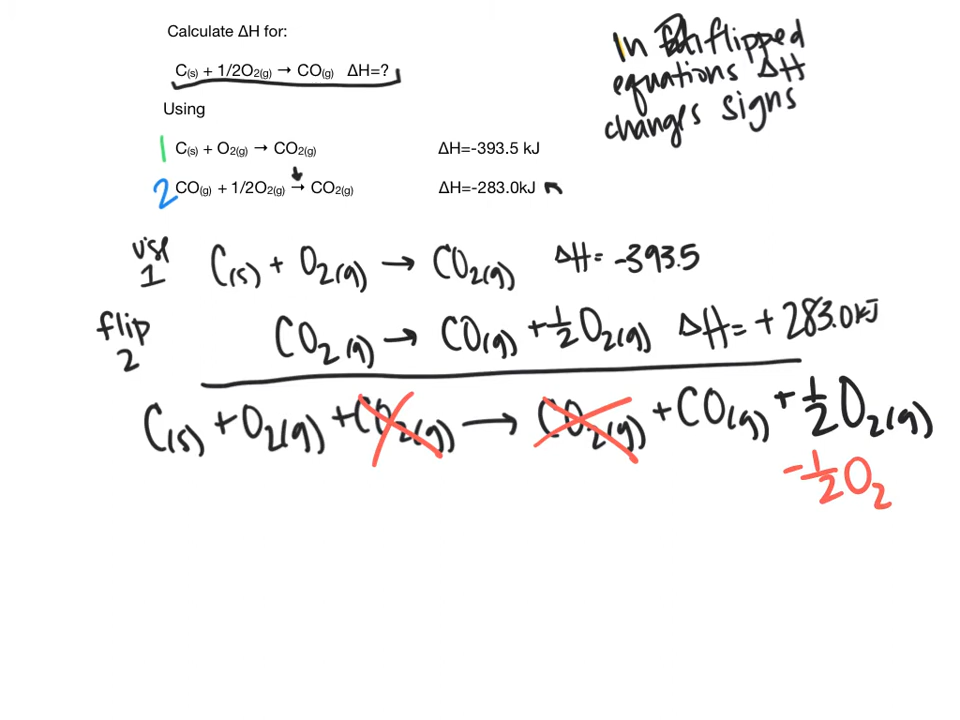 Calculate ΔH for:
C(s) + 1/2O2(g) → CO(g) ΔH=?
Using
1 C(s) + O2(g) → CO2(g) ΔH=-393.5 kJ
2 CO(g) + 1/2O2(g) → CO2(g) ΔH=-283.0kJ
In flipped
equations ΔH
changes signs
use 1 C(s) + O2(g) → CO2(g) ΔH= -393.5
flip 2 CO2(g) → CO(g) + 1/2 O2(g) ΔH= +283.0kJ
C(s) + O2(g) + CO2(g) → CO2(g) + CO(g) + 1/2 O2(g)
- 1/2 O2